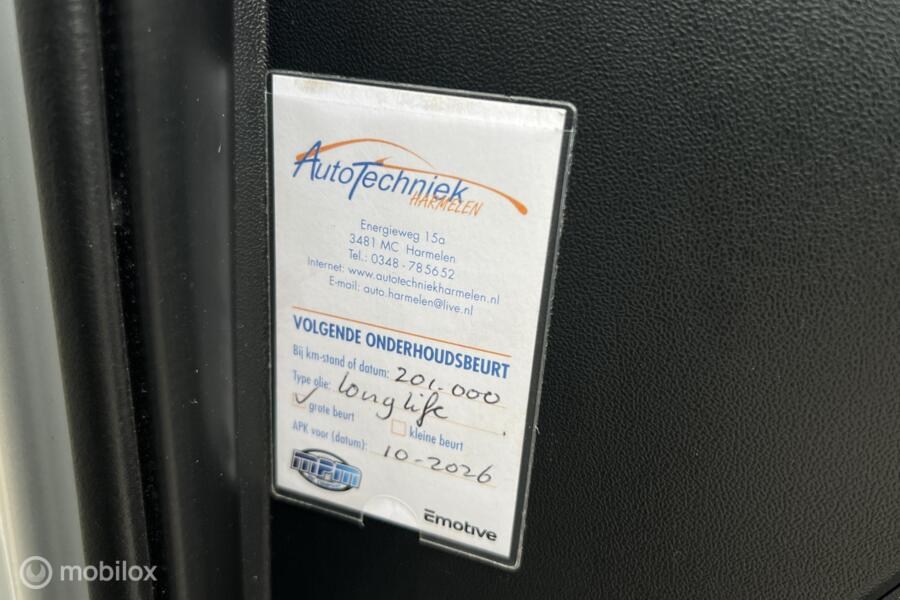 AutoTechniek
HARMELEN
Energieweg 15a
3481 MC Harmelen
Tel.: 0348 - 785652
Internet: www.autotechniekharmelen.nl
E-mail: auto.harmelen@live.nl
VOLGENDE ONDERHOUDSBEURT
Bij km-stand of datum: 201.000
Type olie: Longlife
grote beurt
kleine beurt
APK voor (datum): 10-2026
mpm
Emotive
mobilox